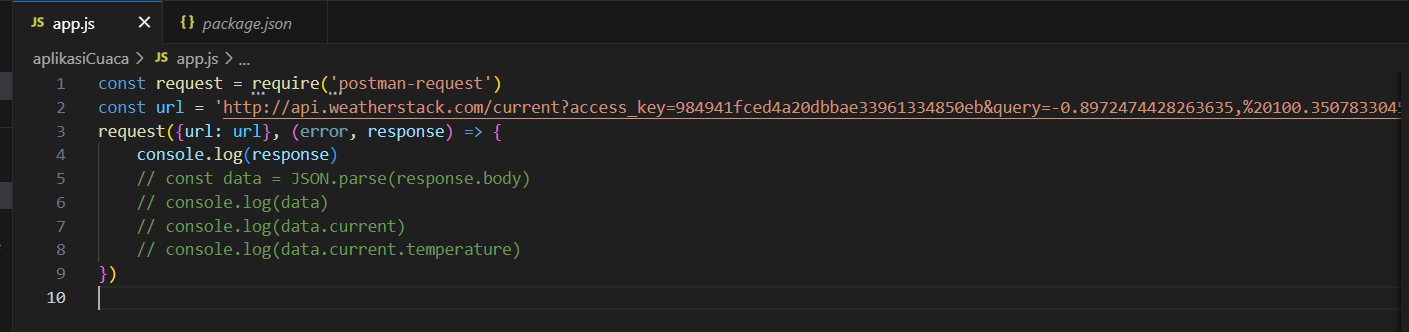 JS app.js × {} package.json
aplikasiCuaca > JS app.js > ...
1 const request = require('postman-request')
2 const url = 'http://api.weatherstack.com/current?access_key=984941fced4a20dbbae33961334850eb&query=-0.8972474428263635,%20100.350783304
3 request({url: url}, (error, response) => {
4 console.log(response)
5 // const data = JSON.parse(response.body)
6 // console.log(data)
7 // console.log(data.current)
8 // console.log(data.current.temperature)
9 })
10